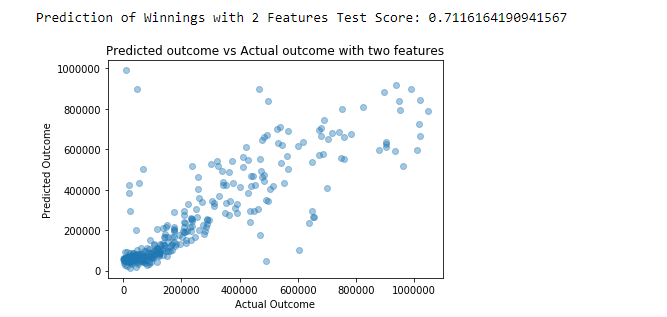 Prediction of Winnings with 2 Features Test Score: 0.7116164190941567
Predicted outcome vs Actual outcome with two features
1000000
800000
600000
400000
200000
0
Predicted Outcome
0 200000 400000 600000 800000 1000000
Actual Outcome